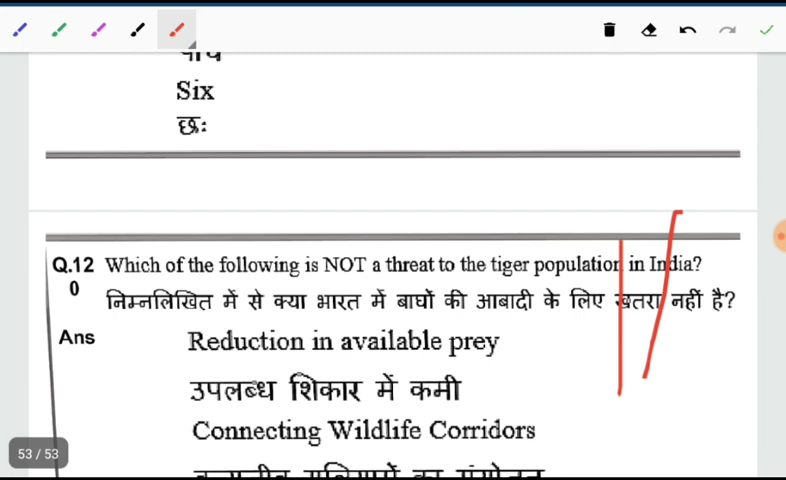 Six
छः
Q.12 Which of the following is NOT a threat to the tiger population in India?
0 निम्नलिखित में से क्या भारत में बाघों की आबादी के लिए खतरा नहीं है?
Ans Reduction in available prey
उपलब्ध शिकार में कमी
Connecting Wildlife Corridors
53 / 53